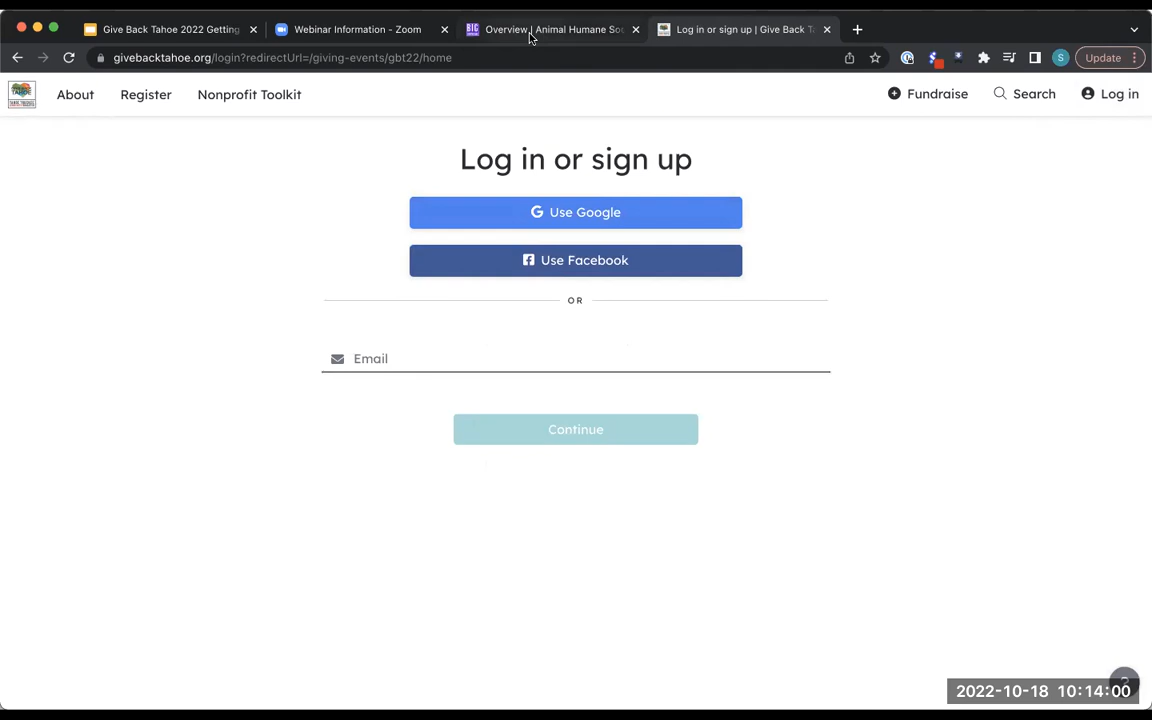 Give Back Tahoe 2022 Getting
Webinar Information - Zoom
Overview | Animal Humane Soc
Log in or sign up | Give Back T
givebacktahoe.org/login?redirectUrl=/giving-events/gbt22/home
S
Update
TAHOE
About
Register
Nonprofit Toolkit
Fundraise
Search
Log in
Log in or sign up
Use Google
Use Facebook
OR
Email
Continue
?
2022-10-18 10:14:00